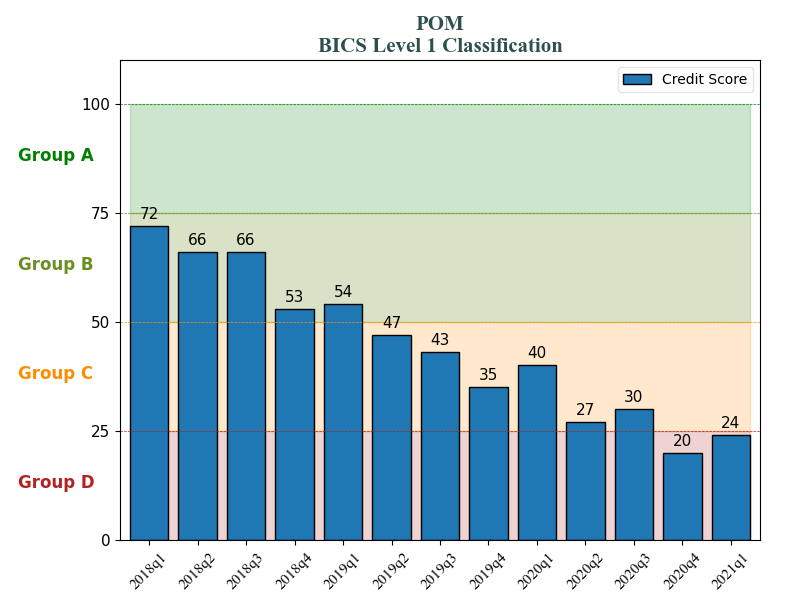 POM
BICS Level 1 Classification
Credit Score
100
Group A
75
72
66
66
Group B
53
54
50
47
43
40
35
Group C
30
27
25
24
20
Group D
0
2018q1
2018q2
2018q3
2018q4
2019q1
2019q2
2019q3
2019q4
2020q1
2020q2
2020q3
2020q4
2021q1